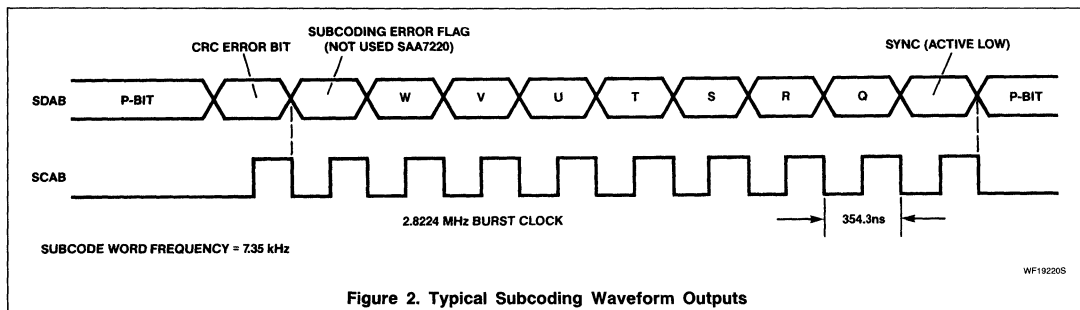 SUBCODING ERROR FLAG
(NOT USED SAA7220)
CRC ERROR BIT
SYNC (ACTIVE LOW)
SDAB
P-BIT
W
V
U
T
S
R
Q
P-BIT
SCAB
2.8224 MHz BURST CLOCK
354.3ns
SUBCODE WORD FREQUENCY = 7.35 kHz
WF19220S
Figure 2. Typical Subcoding Waveform Outputs